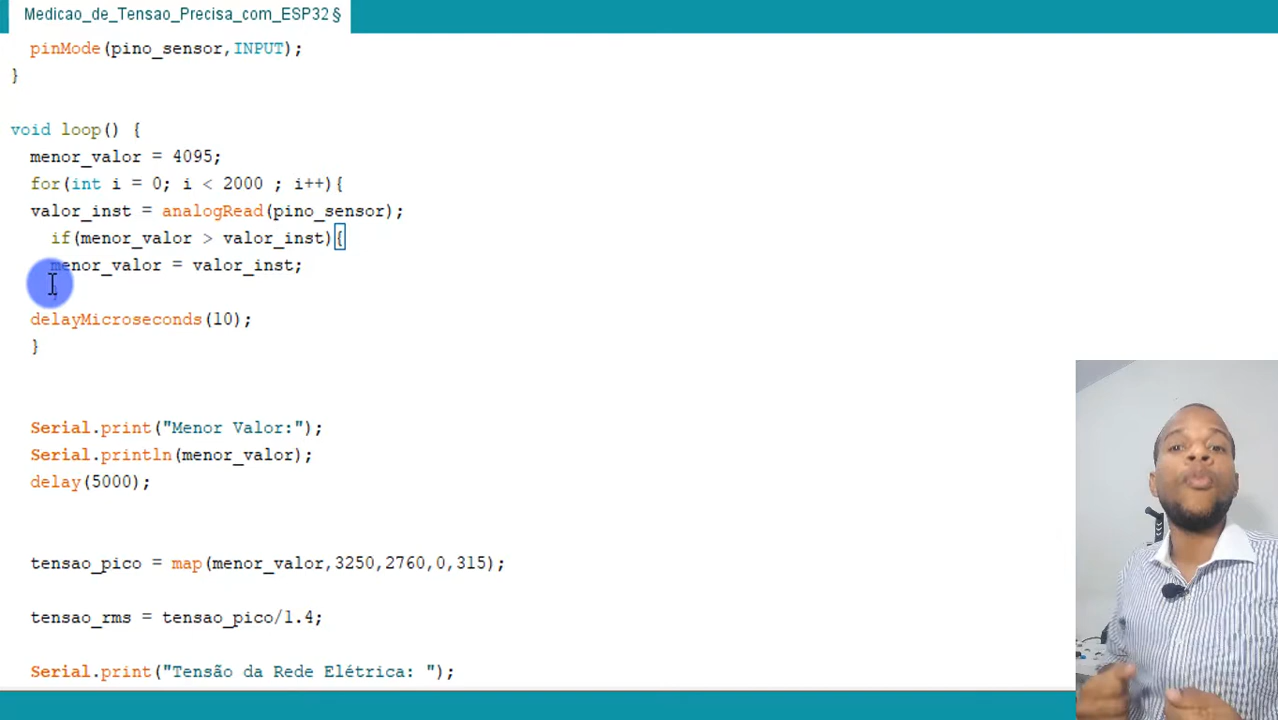 Medicao_de_Tensao_Precisa_com_ESP32 §
pinMode(pino_sensor,INPUT);
}
void loop() {
menor_valor = 4095;
for(int i = 0; i < 2000 ; i++){
valor_inst = analogRead(pino_sensor);
if(menor_valor > valor_inst){
menor_valor = valor_inst;
delayMicroseconds(10);
}
Serial.print("Menor Valor:");
Serial.println(menor_valor);
delay(5000);
tensao_pico = map(menor_valor,3250,2760,0,315);
tensao_rms = tensao_pico/1.4;
Serial.print("Tensão da Rede Elétrica: ");